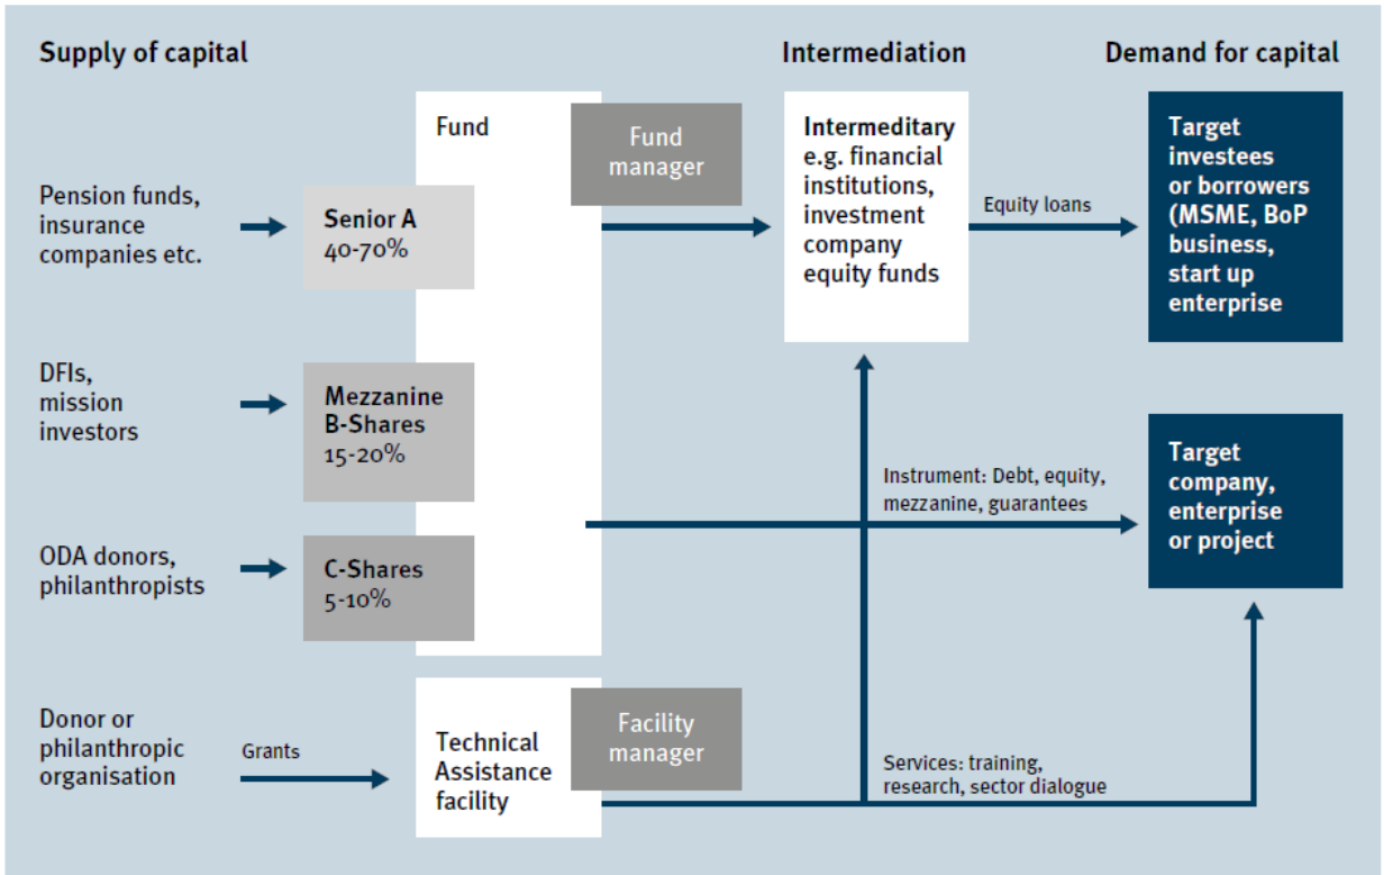 Supply of capital
Intermediation
Demand for capital
Fund
Fund
manager
Pension funds,
insurance
companies etc.
Senior A
40-70%
Intermeditary
e.g. financial
institutions,
investment
company
equity funds
Equity loans
Target
investees
or borrowers
(MSME, BoP
business,
start up
enterprise
DFIs,
mission
investors
Mezzanine
B-Shares
15-20%
Instrument: Debt, equity,
mezzanine, guarantees
Target
company,
enterprise
or project
ODA donors,
philanthropists
C-Shares
5-10%
Donor or
philanthropic
organisation
Grants
Technical
Assistance
facility
Facility
manager
Services: training,
research, sector dialogue